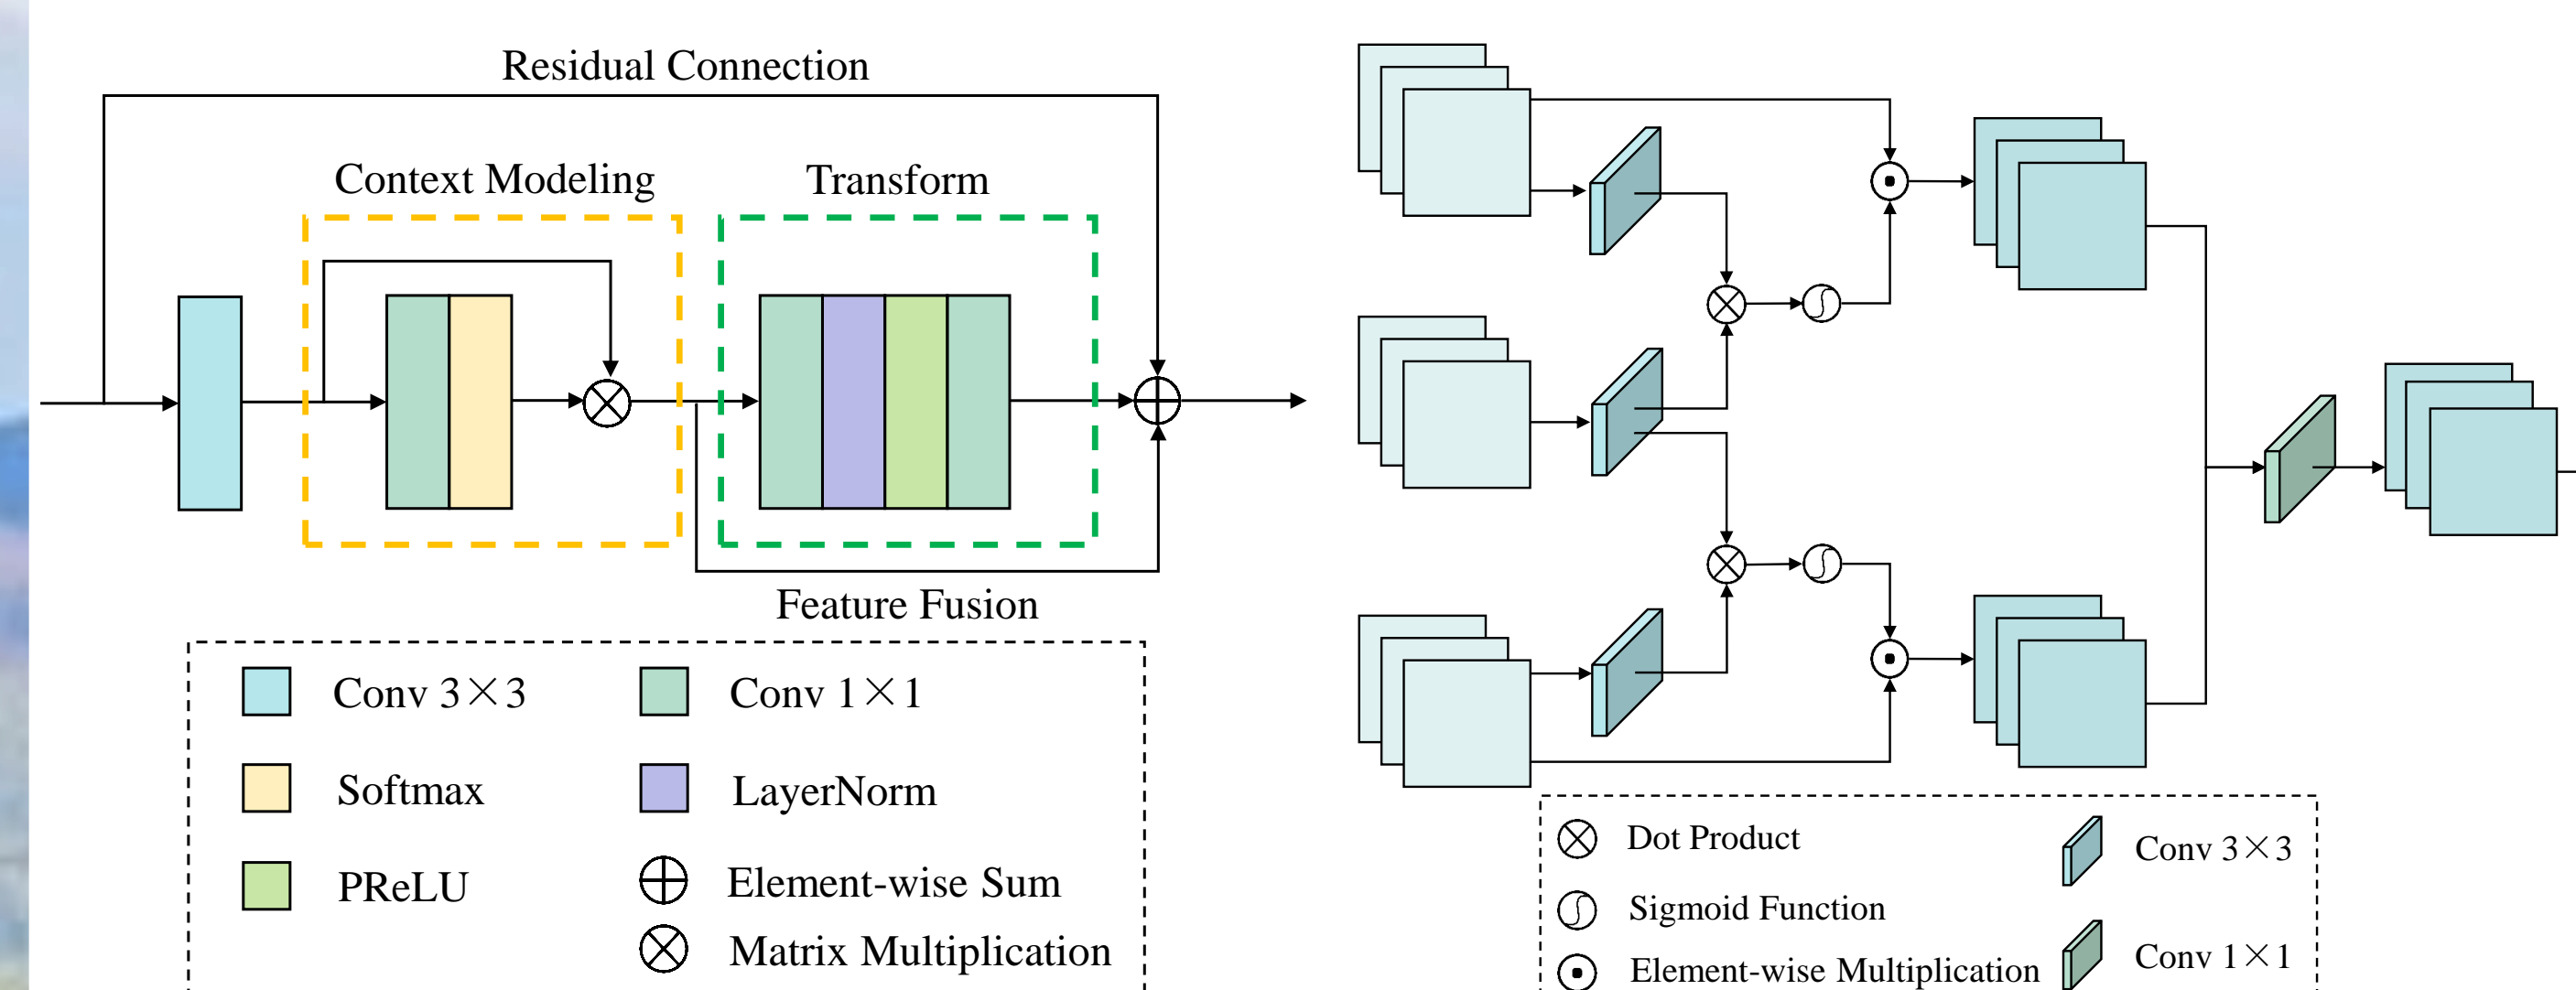 Residual Connection
Context Modeling
Transform
Feature Fusion
Conv 3×3
Conv 1×1
Softmax
LayerNorm
PReLU
Element-wise Sum
Matrix Multiplication
Dot Product
Conv 3×3
Sigmoid Function
Element-wise Multiplication
Conv 1×1